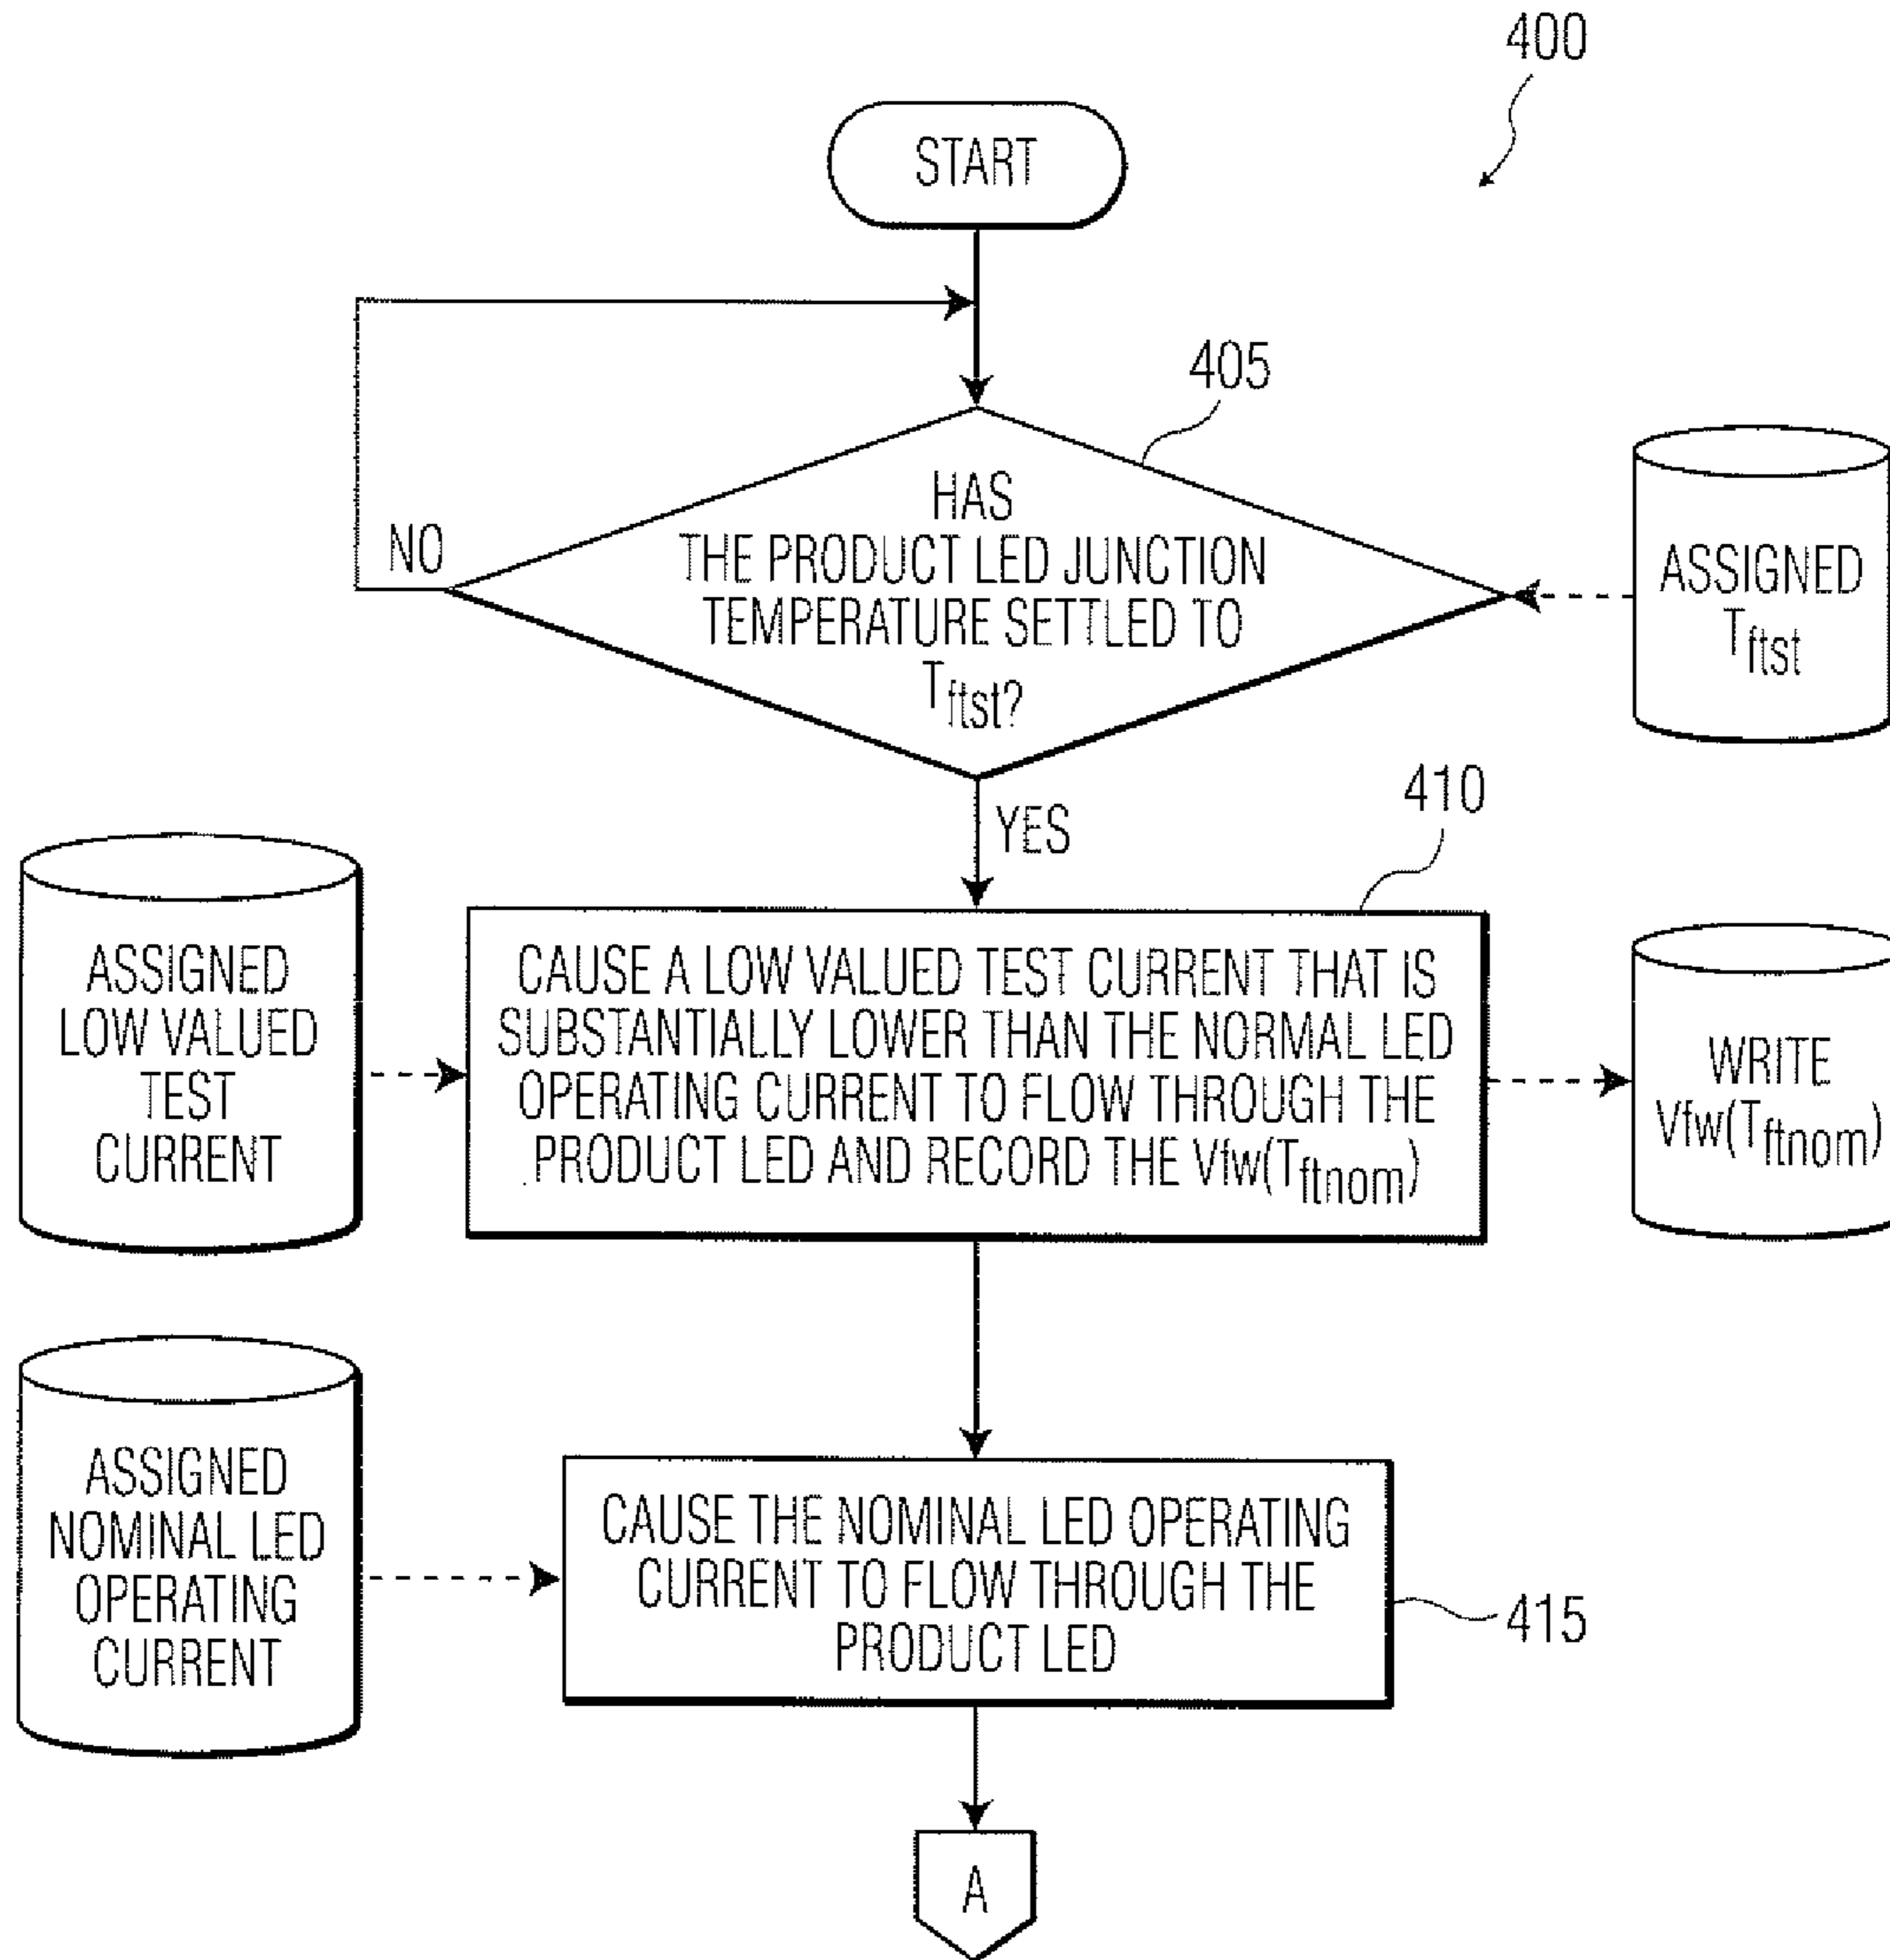 400
START
405
HAS
THE PRODUCT LED JUNCTION
TEMPERATURE SETTLED TO
Tftst?
NO
ASSIGNED
Tftst
YES
410
ASSIGNED
LOW VALUED
TEST
CURRENT
CAUSE A LOW VALUED TEST CURRENT THAT IS
SUBSTANTIALLY LOWER THAN THE NORMAL LED
OPERATING CURRENT TO FLOW THROUGH THE
PRODUCT LED AND RECORD THE Vfw(Tftnom)
WRITE
Vfw(Tftnom)
ASSIGNED
NOMINAL LED
OPERATING
CURRENT
CAUSE THE NOMINAL LED OPERATING
CURRENT TO FLOW THROUGH THE
PRODUCT LED
415
A